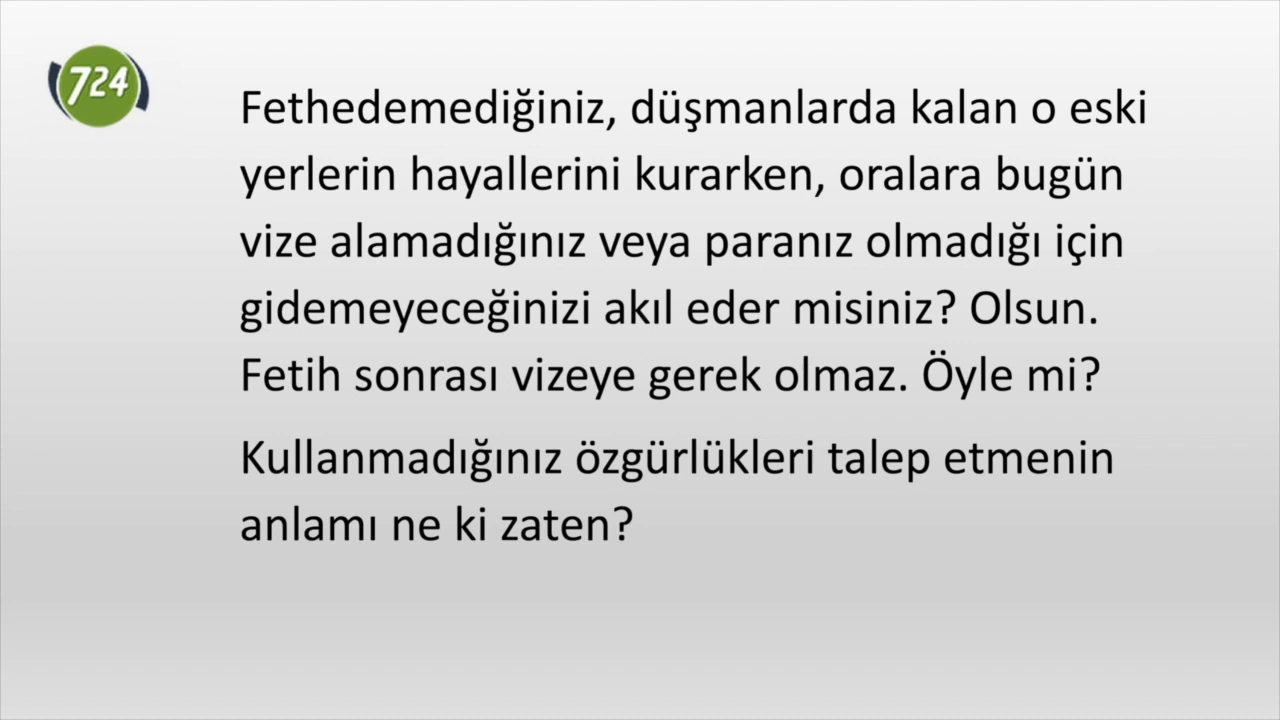 724
Fethedemediğiniz, düşmanlarda kalan o eski
yerlerin hayallerini kurarken, oralara bugün
vize alamadığınız veya paranız olmadığı için
gidemeyeceğinizi akıl eder misiniz? Olsun.
Fetih sonrası vizeye gerek olmaz. Öyle mi?
Kullanmadığınız özgürlükleri talep etmenin
anlamı ne ki zaten?